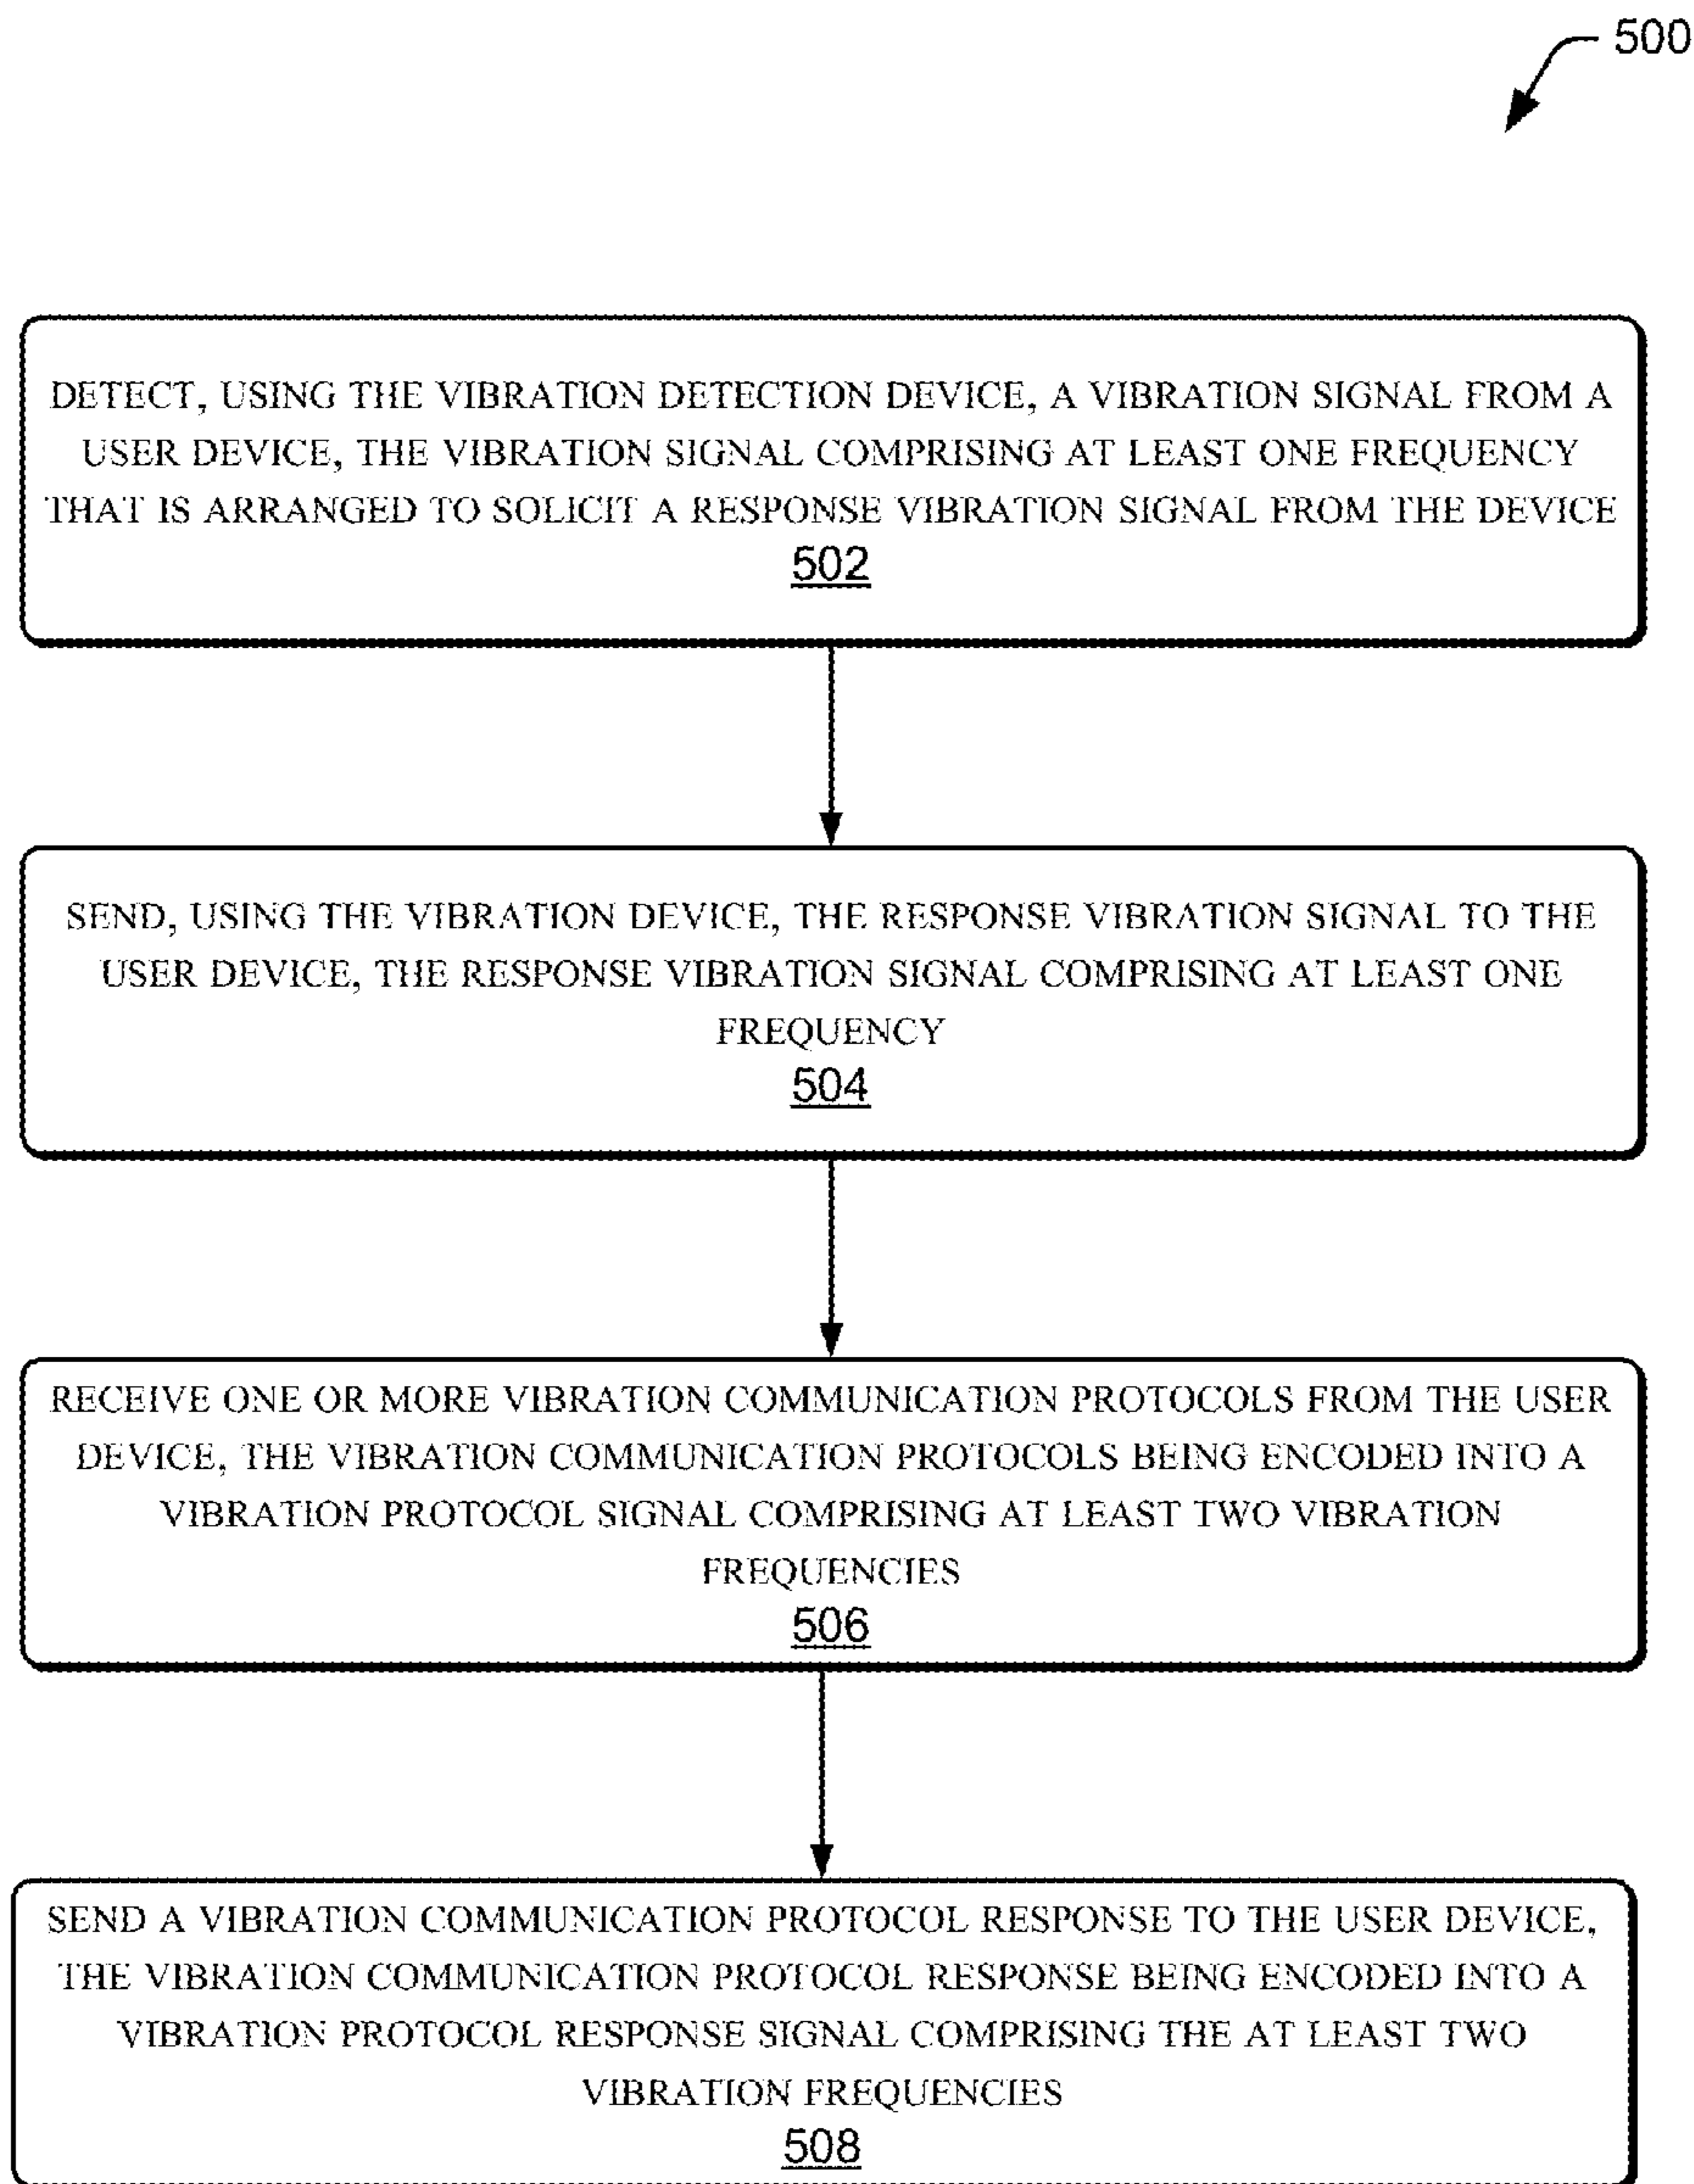 500
DETECT, USING THE VIBRATION DETECTION DEVICE, A VIBRATION SIGNAL FROM A
USER DEVICE, THE VIBRATION SIGNAL COMPRISING AT LEAST ONE FREQUENCY
THAT IS ARRANGED TO SOLICIT A RESPONSE VIBRATION SIGNAL FROM THE DEVICE
502
SEND, USING THE VIBRATION DEVICE, THE RESPONSE VIBRATION SIGNAL TO THE
USER DEVICE, THE RESPONSE VIBRATION SIGNAL COMPRISING AT LEAST ONE
FREQUENCY
504
RECEIVE ONE OR MORE VIBRATION COMMUNICATION PROTOCOLS FROM THE USER
DEVICE, THE VIBRATION COMMUNICATION PROTOCOLS BEING ENCODED INTO A
VIBRATION PROTOCOL SIGNAL COMPRISING AT LEAST TWO VIBRATION
FREQUENCIES
506
SEND A VIBRATION COMMUNICATION PROTOCOL RESPONSE TO THE USER DEVICE,
THE VIBRATION COMMUNICATION PROTOCOL RESPONSE BEING ENCODED INTO A
VIBRATION PROTOCOL RESPONSE SIGNAL COMPRISING THE AT LEAST TWO
VIBRATION FREQUENCIES
508